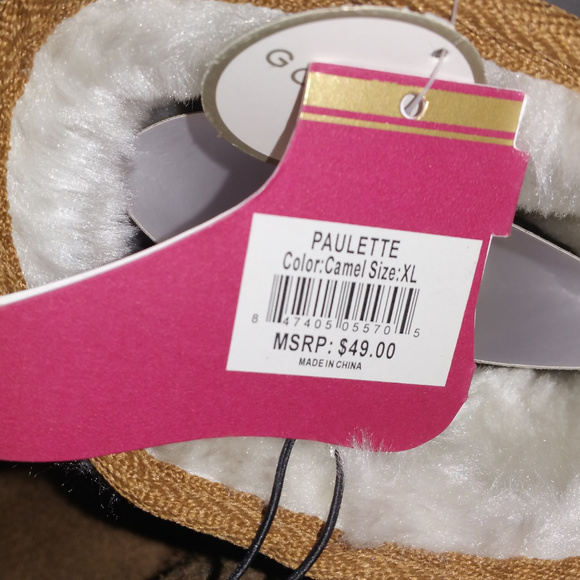 PAULETTE
Color:Camel Size:XL
8 47405 05570 5
MSRP: $49.00
MADE IN CHINA